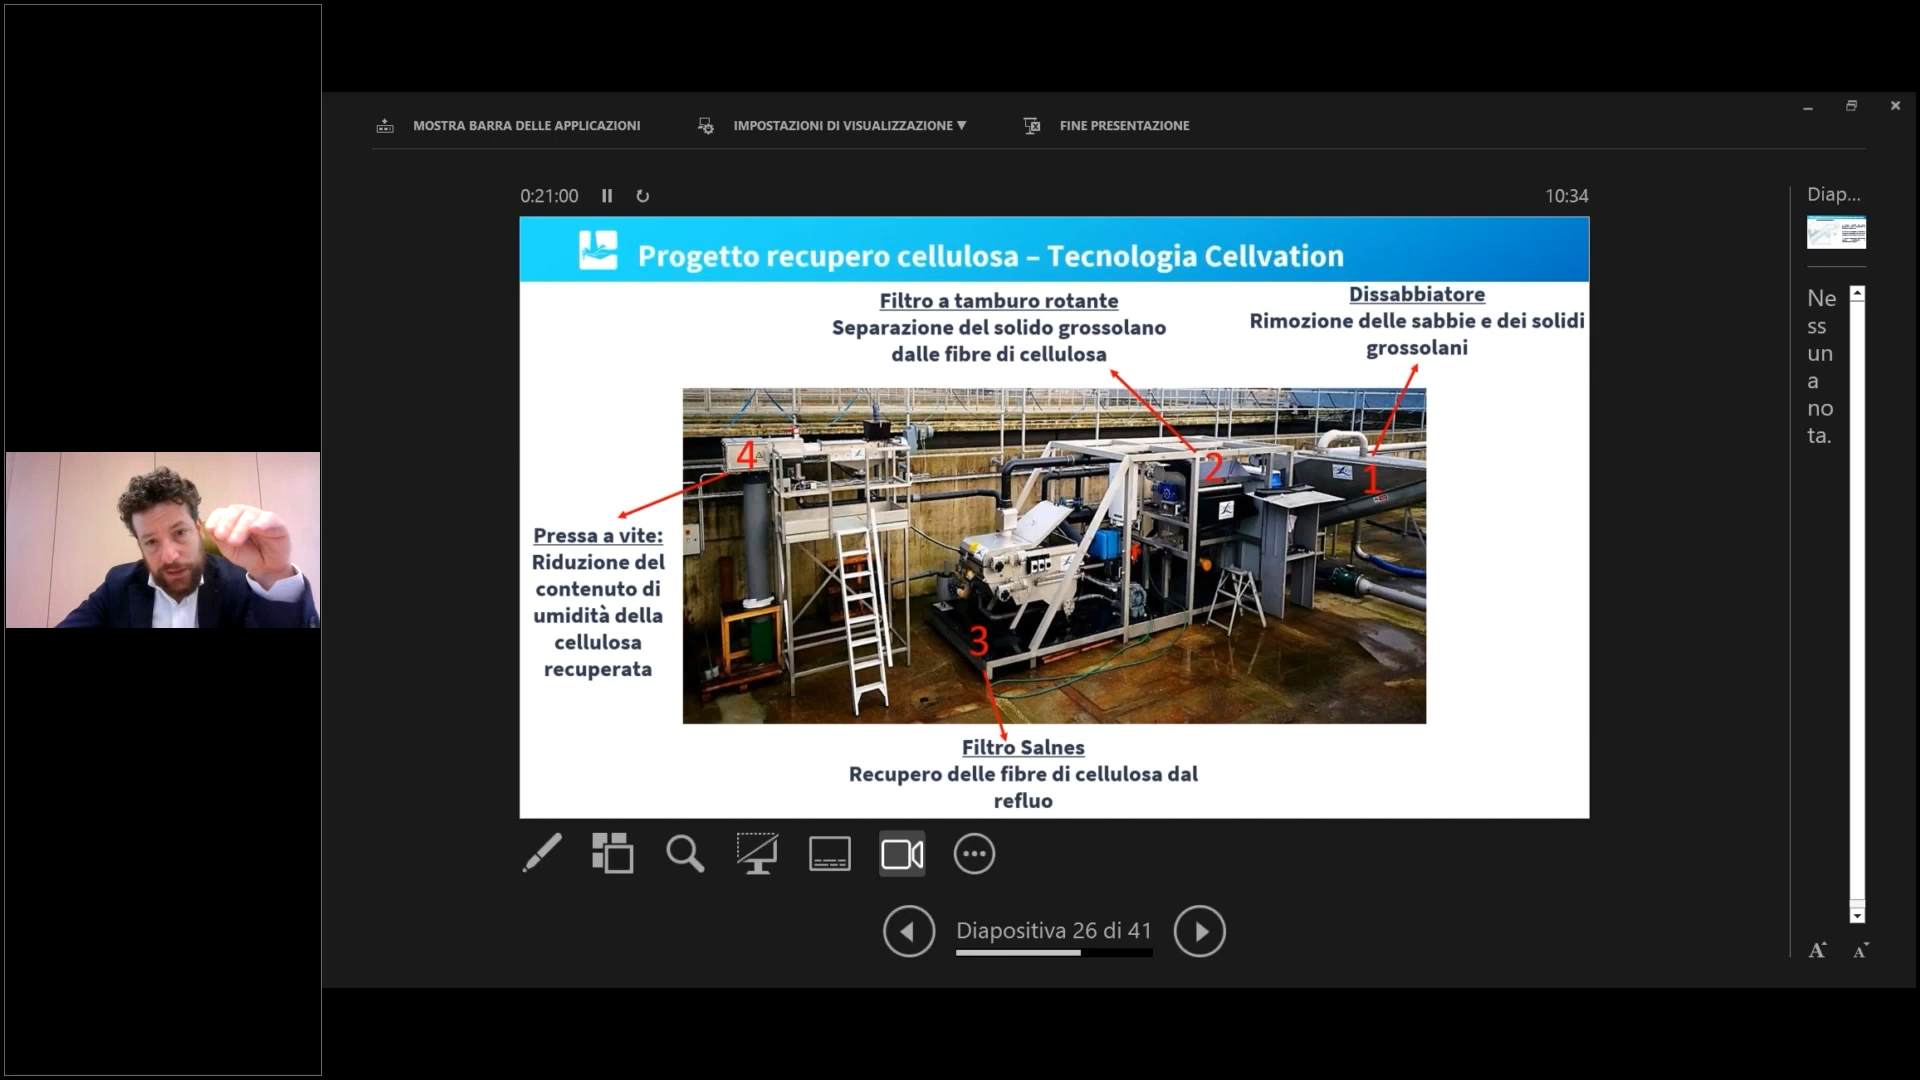 MOSTRA BARRA DELLE APPLICAZIONI
IMPOSTAZIONI DI VISUALIZZAZIONE ▼
FINE PRESENTAZIONE
0:21:00
10:34
Progetto recupero cellulosa – Tecnologia Cellvation
Filtro a tamburo rotante
Separazione del solido grossolano
dalle fibre di cellulosa
Dissabbiatore
Rimozione delle sabbie e dei solidi
grossolani
4
2
1
3
Pressa a vite:
Riduzione del
contenuto di
umidità della
cellulosa
recuperata
Filtro Salnes
Recupero delle fibre di cellulosa dal
refluo
Diapositiva 26 di 41
Diap...
Ne
ss
un
a
no
ta.
A
A